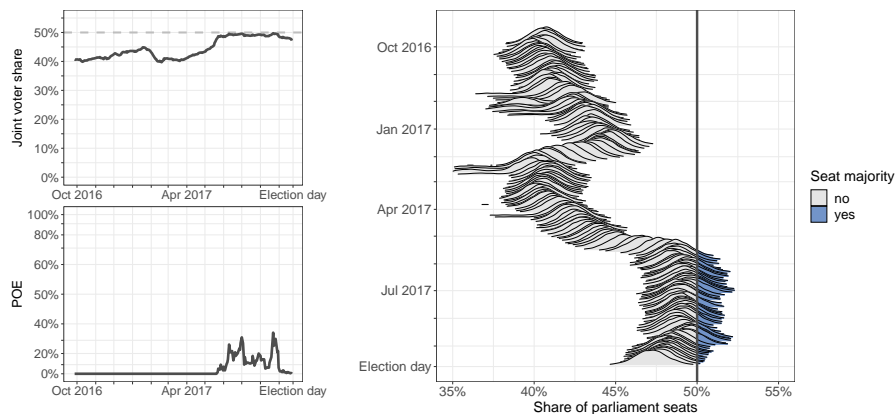 Joint voter share
50%
40%
30%
20%
10%
0%
Oct 2016
Apr 2017
Election day
POE
100%
80%
60%
40%
20%
0%
Oct 2016
Apr 2017
Election day
Oct 2016
Jan 2017
Apr 2017
Jul 2017
Election day
35%
40%
45%
50%
55%
Share of parliament seats
Seat majority
no
yes